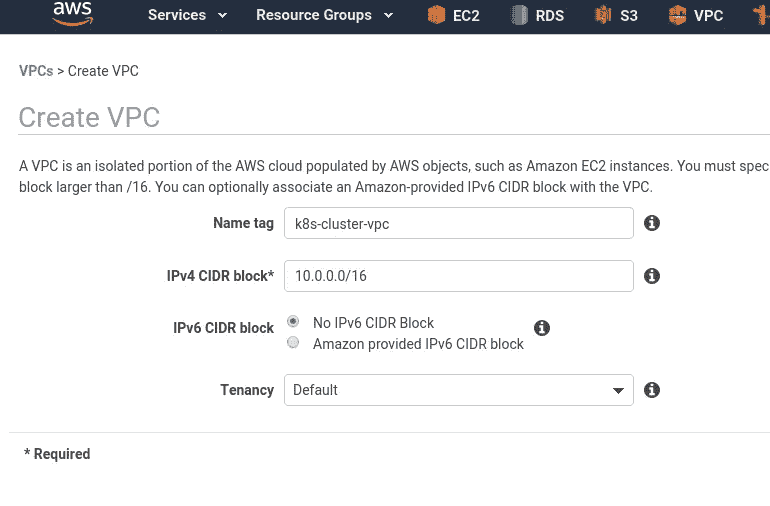 aws Services Resource Groups EC2 RDS S3 VPC
VPCs > Create VPC
Create VPC
A VPC is an isolated portion of the AWS cloud populated by AWS objects, such as Amazon EC2 instances. You must spec
block larger than /16. You can optionally associate an Amazon-provided IPv6 CIDR block with the VPC.
Name tag k8s-cluster-vpc
IPv4 CIDR block* 10.0.0.0/16
IPv6 CIDR block No IPv6 CIDR Block
Amazon provided IPv6 CIDR block
Tenancy Default
* Required